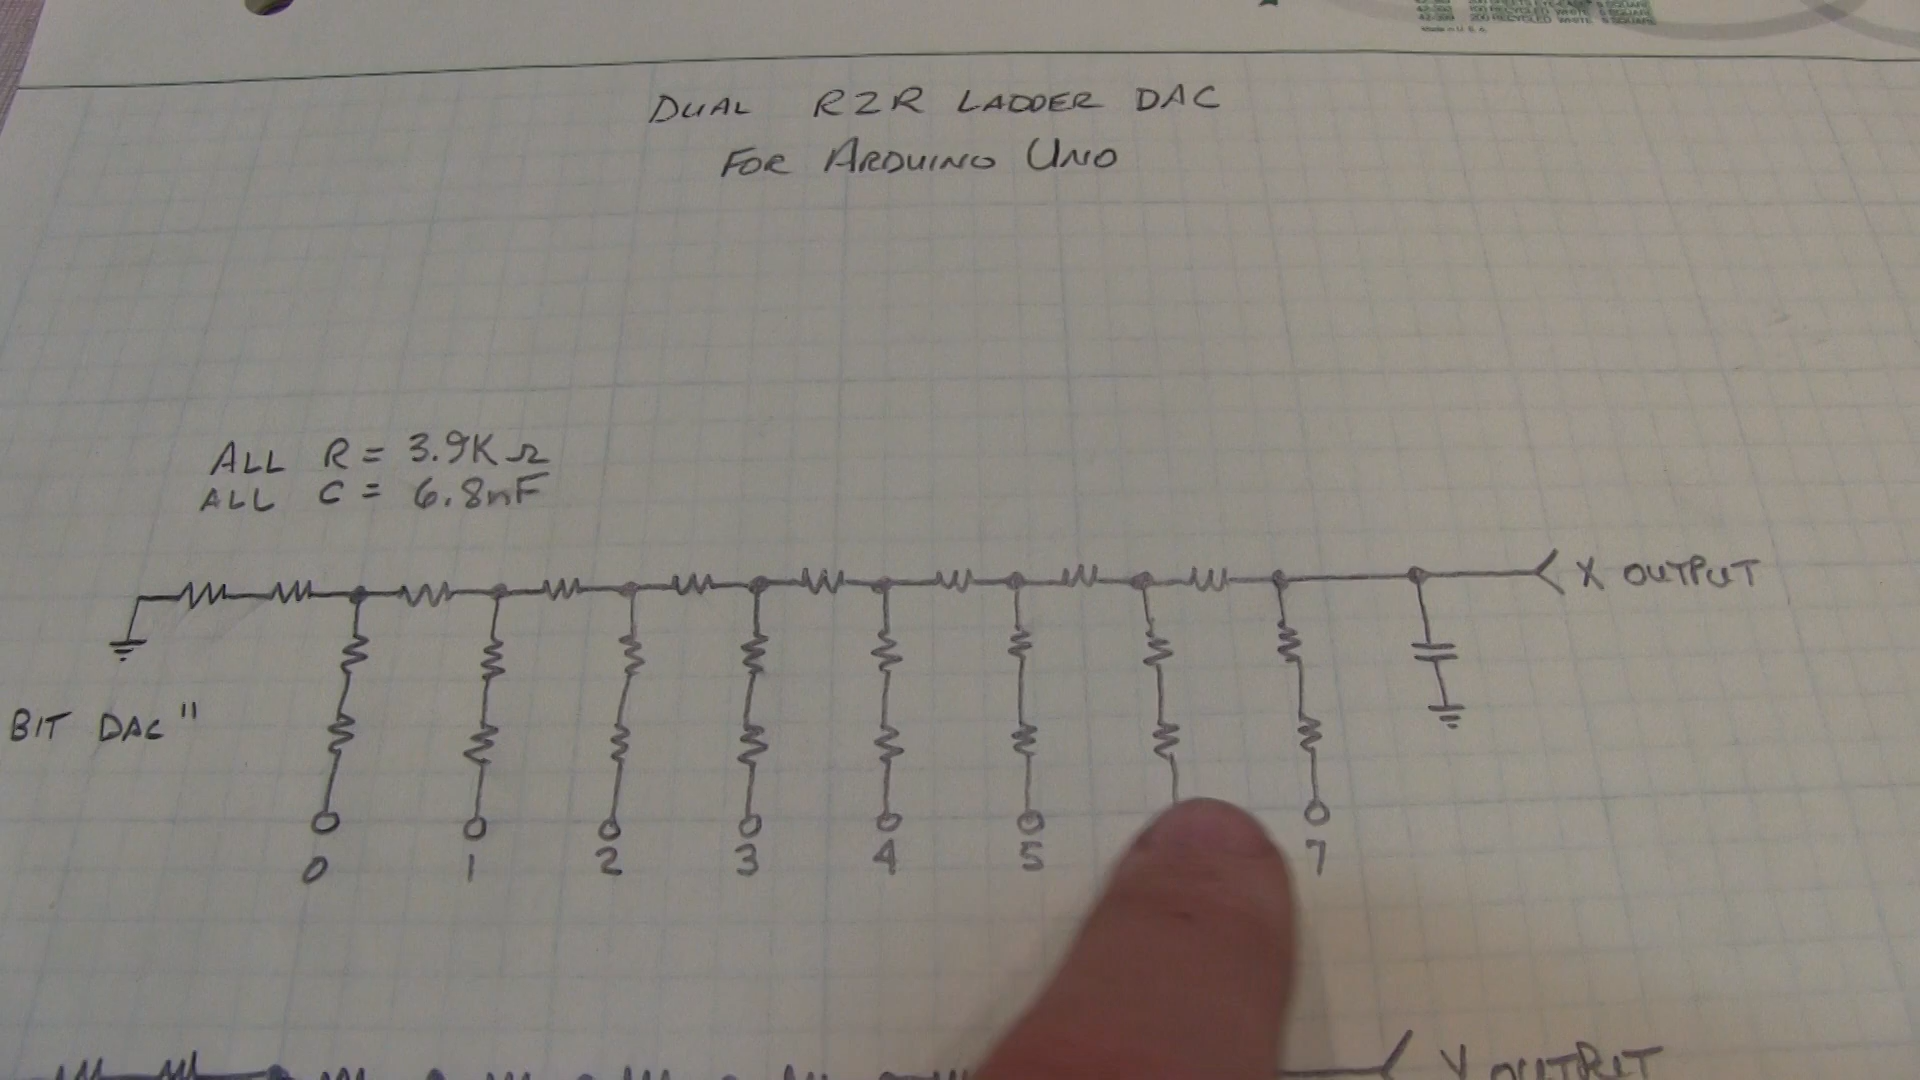 DUAL R2R LADDER DAC
FOR ARDUINO UNO
ALL R = 3.9K Ω
ALL C = 6.8nF
X OUTPUT
BIT DAC"
0 1 2 3 4 5 7
Y OUTPUT